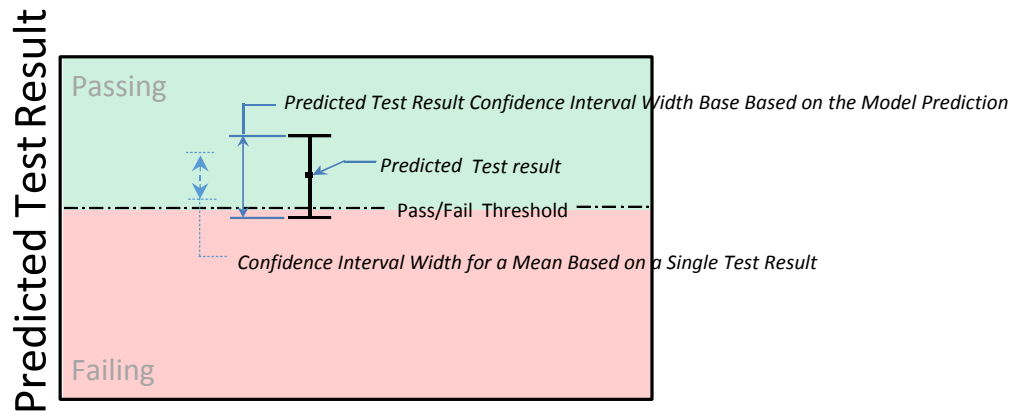 Predicted Test Result
Passing
Predicted Test Result Confidence Interval Width Base Based on the Model Prediction
Predicted Test result
Pass/Fail Threshold
Confidence Interval Width for a Mean Based on a Single Test Result
Failing